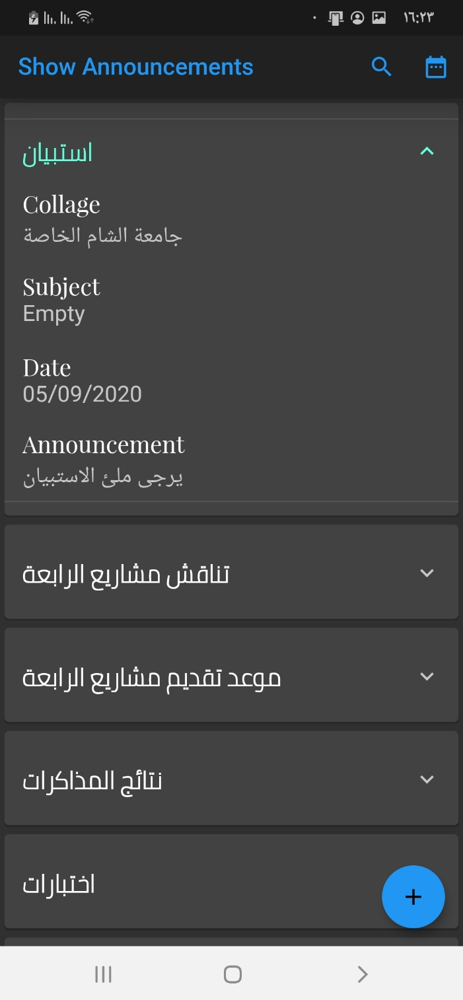 ١٦:٢٣
Show Announcements
استبيان
Collage
جامعة الشام الخاصة
Subject
Empty
Date
05/09/2020
Announcement
يرجى ملئ الاستبيان
تناقش مشاريع الرابعة
موعد تقديم مشاريع الرابعة
نتائج المذاكرات
اختبارات